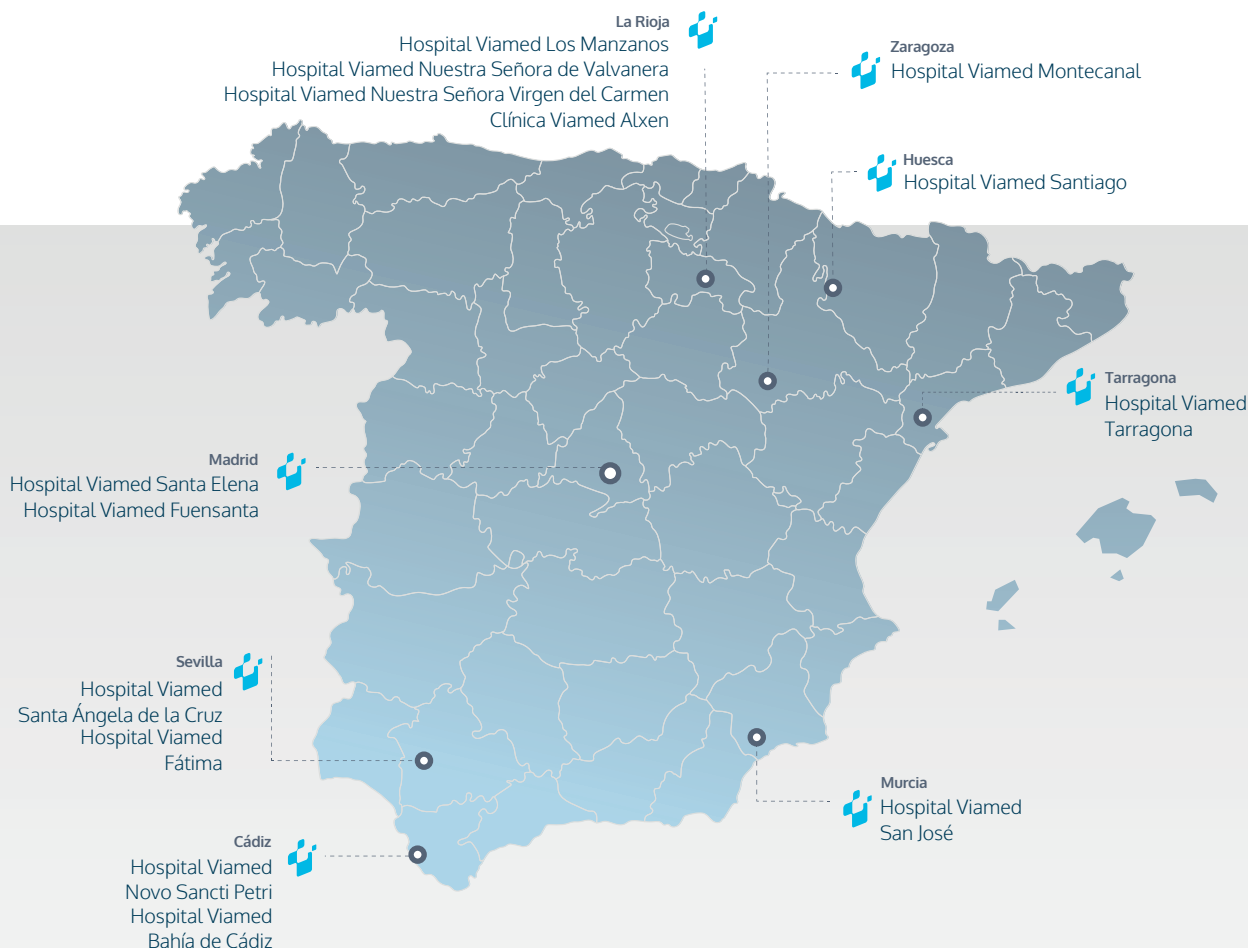 La Rioja
Hospital Viamed Los Manzanos
Hospital Viamed Nuestra Señora de Valvanera
Hospital Viamed Nuestra Señora Virgen del Carmen
Clínica Viamed Alxen
Zaragoza
Hospital Viamed Montecanal
Huesca
Hospital Viamed Santiago
Tarragona
Hospital Viamed
Tarragona
Madrid
Hospital Viamed Santa Elena
Hospital Viamed Fuensanta
Sevilla
Hospital Viamed
Santa Ángela de la Cruz
Hospital Viamed
Fátima
Murcia
Hospital Viamed
San José
Cádiz
Hospital Viamed
Novo Sancti Petri
Hospital Viamed
Bahía de Cádiz